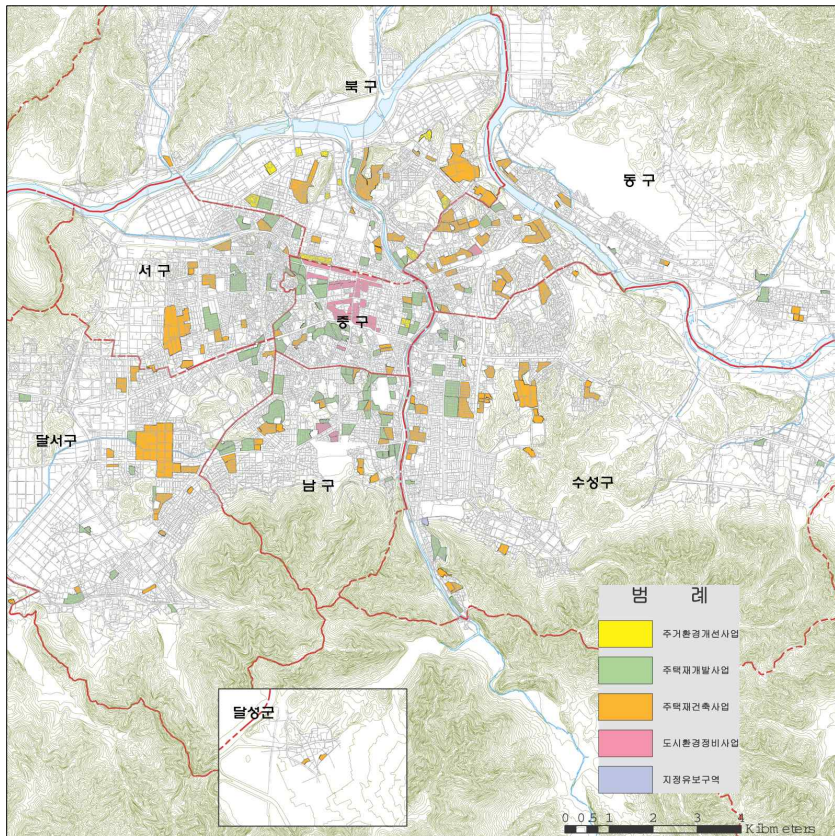 북 구
동 구
서 구
중 구
달서구
남 구
수성구
달성군
범 례
주거환경개선사업
주택재개발사업
주택재건축사업
도시환경정비사업
지정유보구역
0 0.5 1 2 3 4
Kilometers